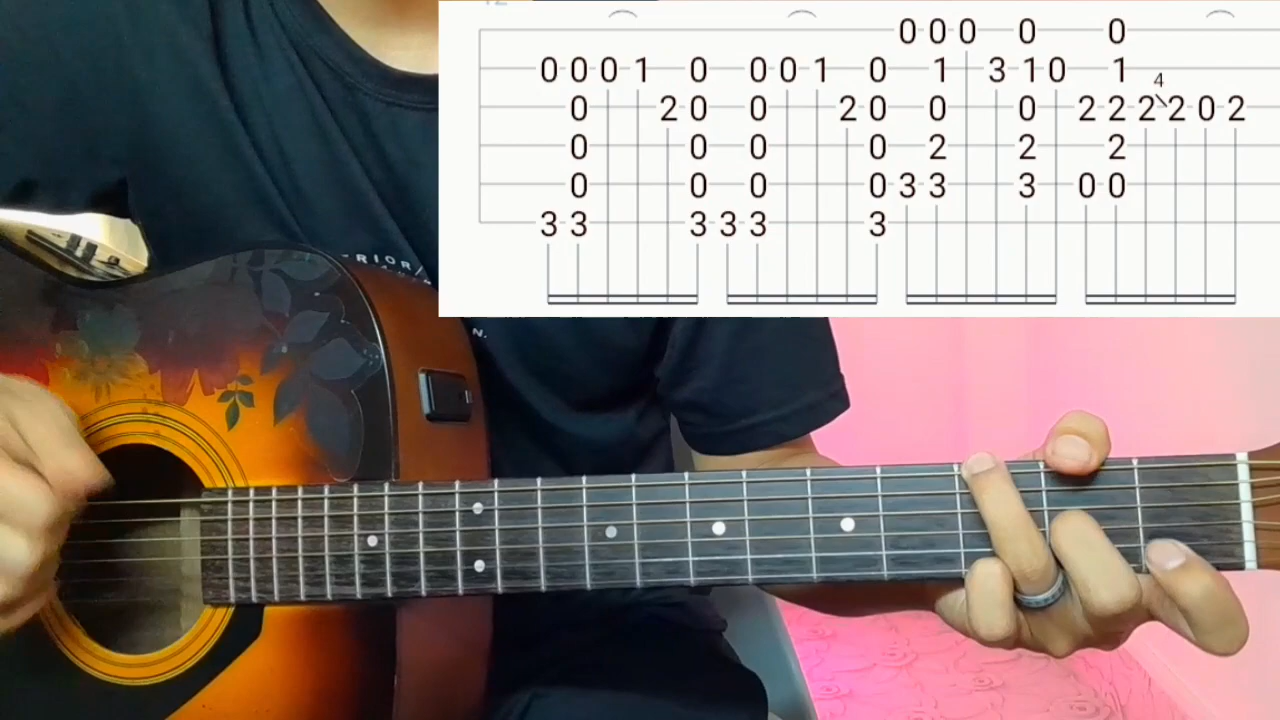 0 0 0 0 0
0 0 0 1 0 0 0 1 0 1 3 1 0 1
4
0 2 0 0 2 0 0 0 2 2 2 2 0 2
0 0 0 0 2 2 2
0 0 0 0 3 3 3 0 0
3 3 3 3 3 3
RIOR/
N.